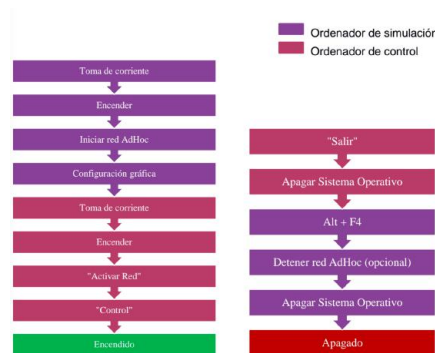 Ordenador de simulación
Ordenador de control
Toma de corriente
Encender
Iniciar red AdHoc
Configuración gráfica
Toma de corriente
Encender
"Activar Red"
"Control"
Encendido
"Salir"
Apagar Sistema Operativo
Alt + F4
Detener red AdHoc (opcional)
Apagar Sistema Operativo
Apagado